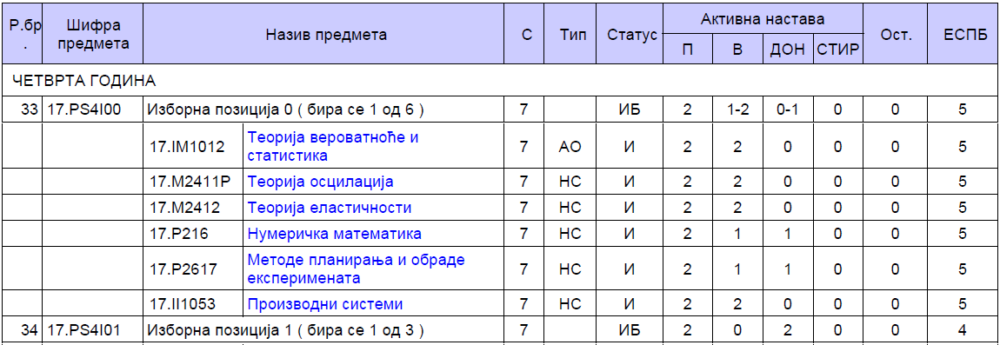 Р.бр. Шифра предмета Назив предмета С Тип Статус Активна настава Ост. ЕСПБ
П В ДОН СТИР
ЧЕТВРТА ГОДИНА
33 17.PS4I00 Изборна позиција 0 ( бира се 1 од 6 ) 7 ИБ 2 1-2 0-1 0 0 5
17.IM1012 Теорија вероватноће и статистика 7 АО И 2 2 0 0 0 5
17.M2411P Теорија осцилација 7 НС И 2 2 0 0 0 5
17.M2412 Теорија еластичности 7 НС И 2 2 0 0 0 5
17.P216 Нумеричка математика 7 НС И 2 1 1 0 0 5
17.P2617 Методе планирања и обраде експеримената 7 НС И 2 1 1 0 0 5
17.II1053 Производни системи 7 НС И 2 2 0 0 0 5
34 17.PS4I01 Изборна позиција 1 ( бира се 1 од 3 ) 7 ИБ 2 0 2 0 0 4